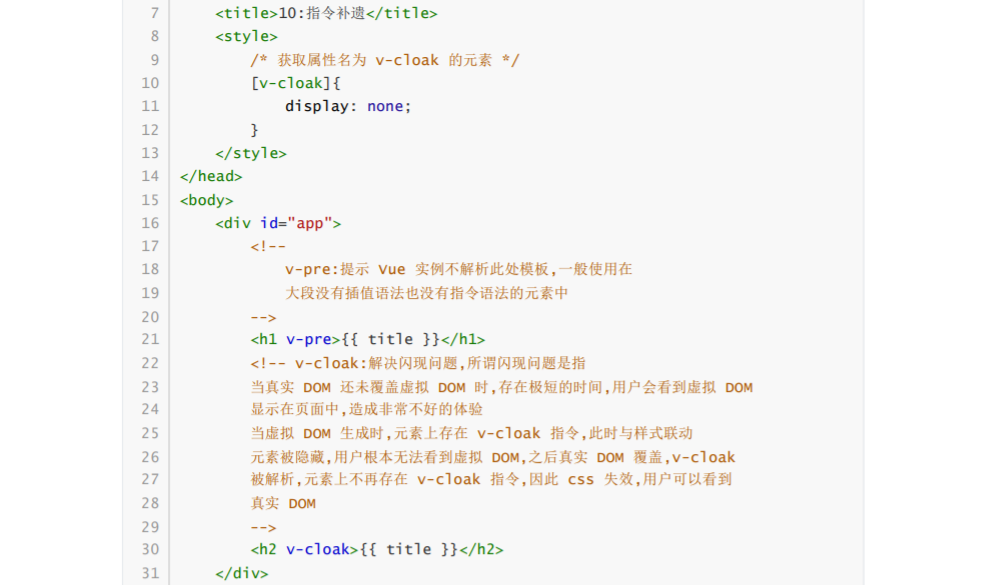 7 <title>10:指令补遗</title>
8 <style>
9 /* 获取属性名为 v-cloak 的元素 */
10 [v-cloak]{
11 display: none;
12 }
13 </style>
14 </head>
15 <body>
16 <div id="app">
17 <!--
18 v-pre:提示 Vue 实例不解析此处模板,一般使用在
19 大段没有插值语法也没有指令语法的元素中
20 -->
21 <h1 v-pre>{{ title }}</h1>
22 <!-- v-cloak:解决闪现问题,所谓闪现问题是指
23 当真实 DOM 还未覆盖虚拟 DOM 时,存在极短的时间,用户会看到虚拟 DOM
24 显示在页面中,造成非常不好的体验
25 当虚拟 DOM 生成时,元素上存在 v-cloak 指令,此时与样式联动
26 元素被隐藏,用户根本无法看到虚拟 DOM,之后真实 DOM 覆盖,v-cloak
27 被解析,元素上不再存在 v-cloak 指令,因此 css 失效,用户可以看到
28 真实 DOM
29 -->
30 <h2 v-cloak>{{ title }}</h2>
31 </div>